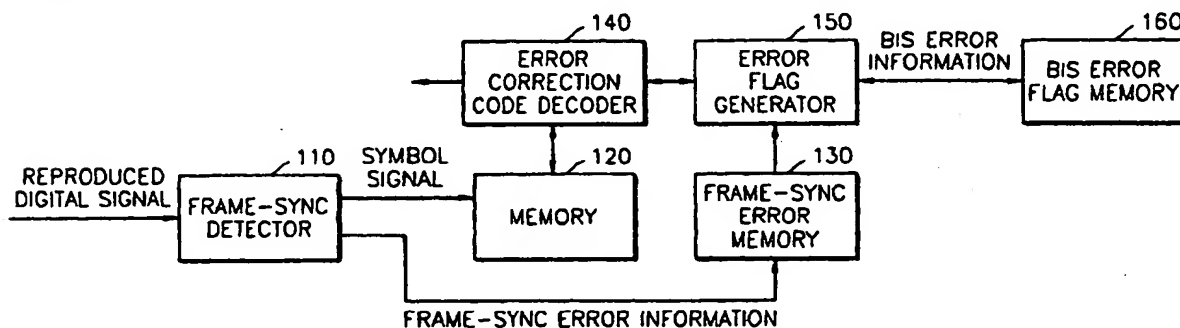 140
ERROR
CORRECTION
CODE DECODER
150
ERROR
FLAG
GENERATOR
BIS ERROR
INFORMATION
160
BIS ERROR
FLAG MEMORY
REPRODUCED
DIGITAL SIGNAL
110
FRAME-SYNC
DETECTOR
SYMBOL
SIGNAL
120
MEMORY
130
FRAME-SYNC
ERROR
MEMORY
FRAME-SYNC ERROR INFORMATION